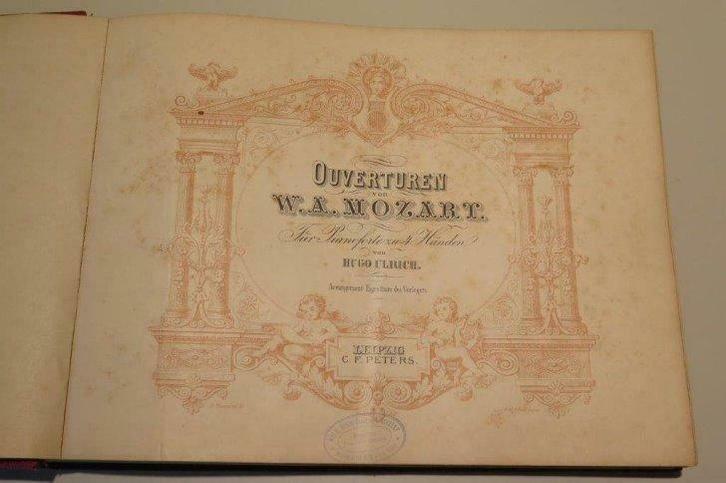 OUVERTUREN
VON
W. A. MOZART.
Für Pianoforte zu 4 Händen
von
HUGO ULRICH.
Arrangement Eigenthum des Verlegers
LEIPZIG
C. F. PETERS.